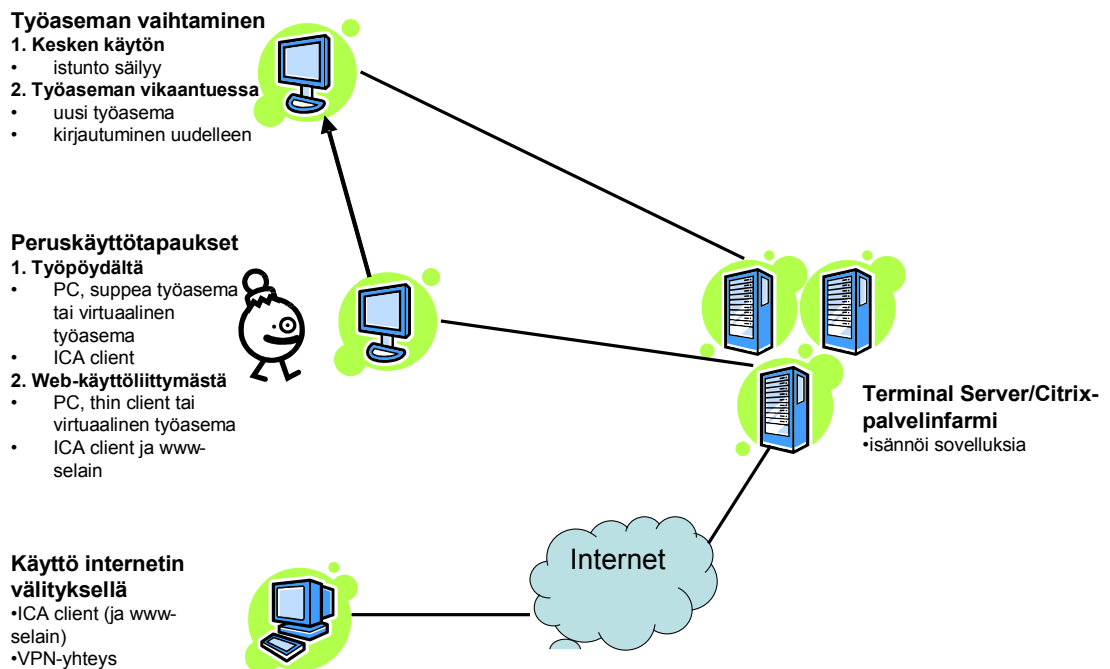 Työaseman vaihtaminen
1. Kesken käytön
• istunto säilyy
2. Työaseman vikaantuessa
• uusi työasema
• kirjautuminen uudelleen
Peruskäyttötapaukset
1. Työpöydältä
• PC, suppea työasema
tai virtuaalinen
työasema
• ICA client
2. Web-käyttöliittymästä
• PC, thin client tai
virtuaalinen työasema
• ICA client ja www-
selain
Terminal Server/Citrix-
palvelinfarmi
•isännöi sovelluksia
Internet
Käyttö internetin
välityksellä
•ICA client (ja www-
selain)
•VPN-yhteys